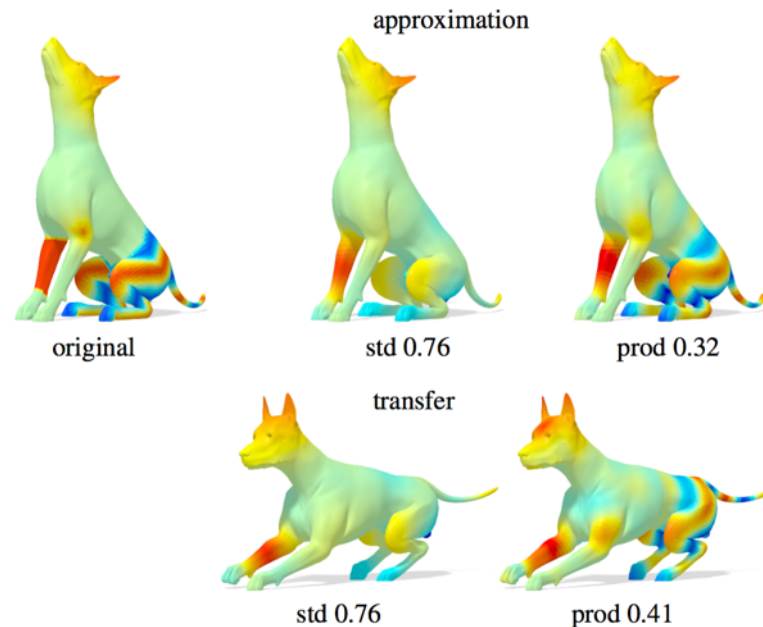 approximation
original
std 0.76
prod 0.32
transfer
std 0.76
prod 0.41